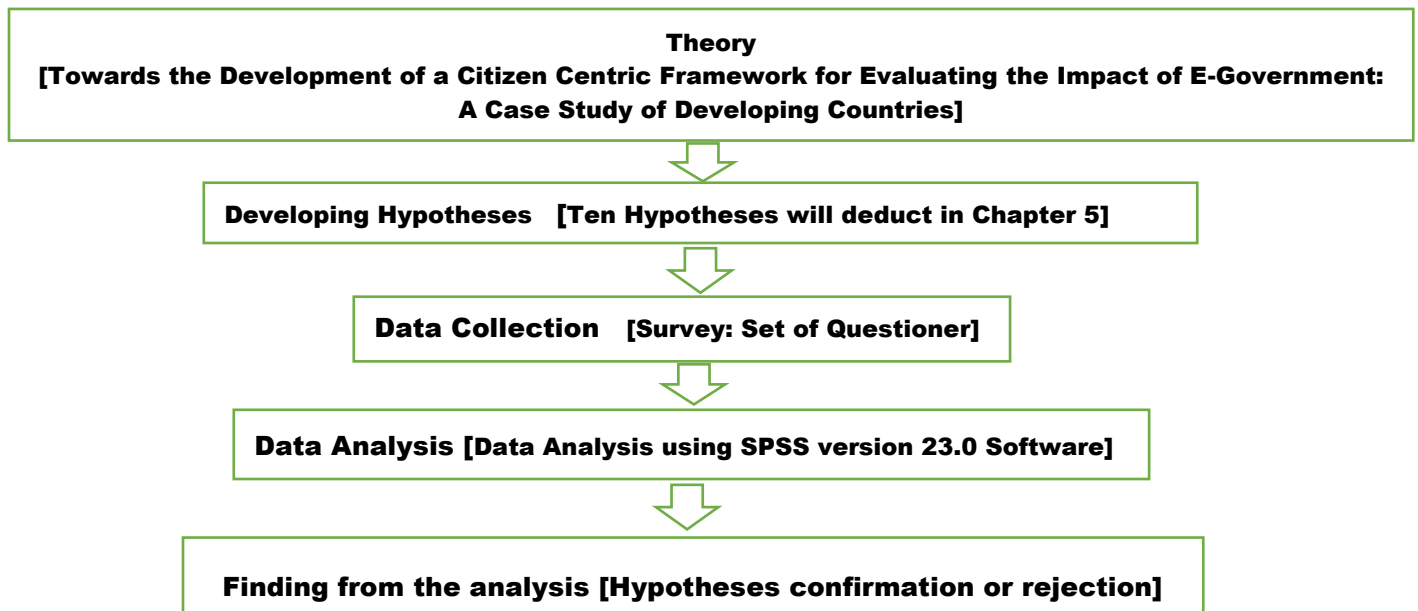 Theory
[Towards the Development of a Citizen Centric Framework for Evaluating the Impact of E-Government:
A Case Study of Developing Countries]
Developing Hypotheses [Ten Hypotheses will deduct in Chapter 5]
Data Collection [Survey: Set of Questioner]
Data Analysis [Data Analysis using SPSS version 23.0 Software]
Finding from the analysis [Hypotheses confirmation or rejection]